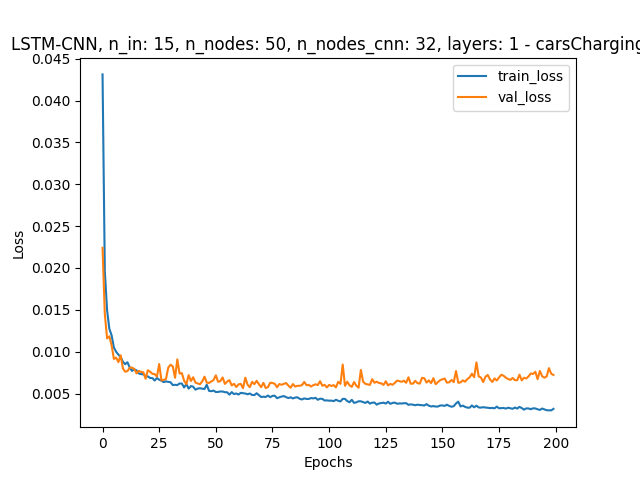 LSTM-CNN, n_in: 15, n_nodes: 50, n_nodes_cnn: 32, layers: 1 - carsCharging
train_loss
val_loss
0.045
0.040
0.035
0.030
0.025
0.020
0.015
0.010
0.005
Loss
0 25 50 75 100 125 150 175 200
Epochs